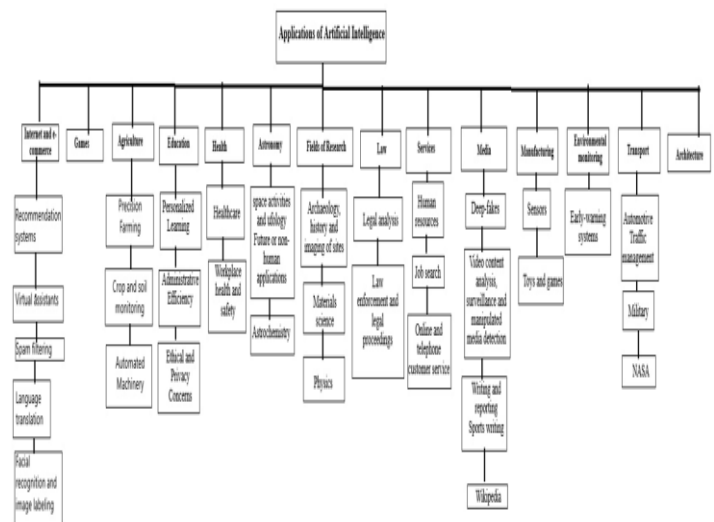 Applications of Artificial Intelligence
Internet and e-
commerce
Games
Agriculture
Education
Health
Astronomy
Fields of Research
Law
Services
Media
Manufacturing
Environmental
monitoring
Transport
Architecture
Recommendation
systems
Virtual assistants
Spam filtering
Language
translation
Facial
recognition and
image labeling
Precision
Farming
Crop and soil
monitoring
Automated
Machinery
Personalized
Learning
Administrative
Efficiency
Ethical and
Privacy
Concerns
Healthcare
Workplace
health and
safety
space activities
and ufology
Future or non-
human
applications
Astrochemistry
Archaeology,
history and
imaging of sites
Materials
science
Physics
Legal analysis
Law
enforcement and
legal
proceedings
Human
resources
Job search
Online and
telephone
customer service
Deep-fakes
Video content
analysis,
surveillance and
manipulated
media detection
Writing and
reporting
Sports writing
Wikipedia
Sensors
Toys and games
Early-warning
systems
Automotive
Traffic
management
Military
NASA